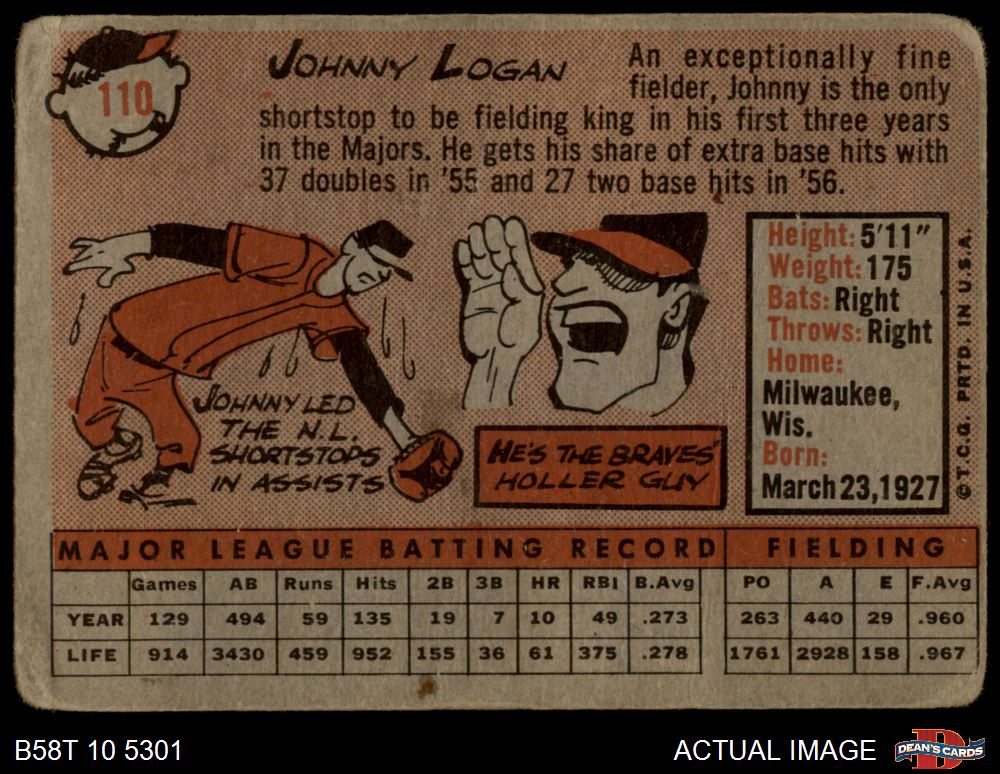 110
JOHNNY LOGAN
An exceptionally fine
fielder, Johnny is the only
shortstop to be fielding king in his first three years
in the Majors. He gets his share of extra base hits with
37 doubles in '55 and 27 two base hits in '56.
JOHNNY LED
THE N.L.
SHORTSTOPS
IN ASSISTS
HE'S THE BRAVES'
HOLLER GUY
Height: 5'11"
Weight: 175
Bats: Right
Throws: Right
Home:
Milwaukee,
Wis.
Born:
March 23, 1927
© T.C.G. PRTD. IN U.S.A.
MAJOR LEAGUE BATTING RECORD FIELDING
Games AB Runs Hits 2B 3B HR RBI B.Avg PO A E F.Avg
YEAR 129 494 59 135 19 7 10 49 .273 263 440 29 .960
LIFE 914 3430 459 952 155 36 61 375 .278 1761 2928 158 .967
B58T 10 5301
ACTUAL IMAGE
DEAN'S CARDS